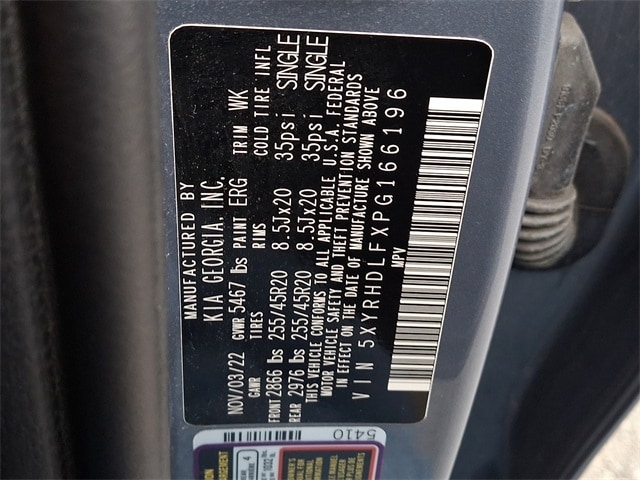 MANUFACTURED BY
KIA GEORGIA, INC.
NOV/03/22 GVWR 5467 lbs PAINT ERG TRIM WK
GAWR TIRES RIMS COLD TIRE INFL
FRONT 2866 lbs 255/45R20 8.5Jx20 35psi SINGLE
REAR 2976 lbs 255/45R20 8.5Jx20 35psi SINGLE
THIS VEHICLE CONFORMS TO ALL APPLICABLE U.S.A. FEDERAL
MOTOR VEHICLE SAFETY AND THEFT PREVENTION STANDARDS
IN EFFECT ON THE DATE OF MANUFACTURE SHOWN ABOVE
VIN 5XYRHDLFXPG166196
MPV
5410